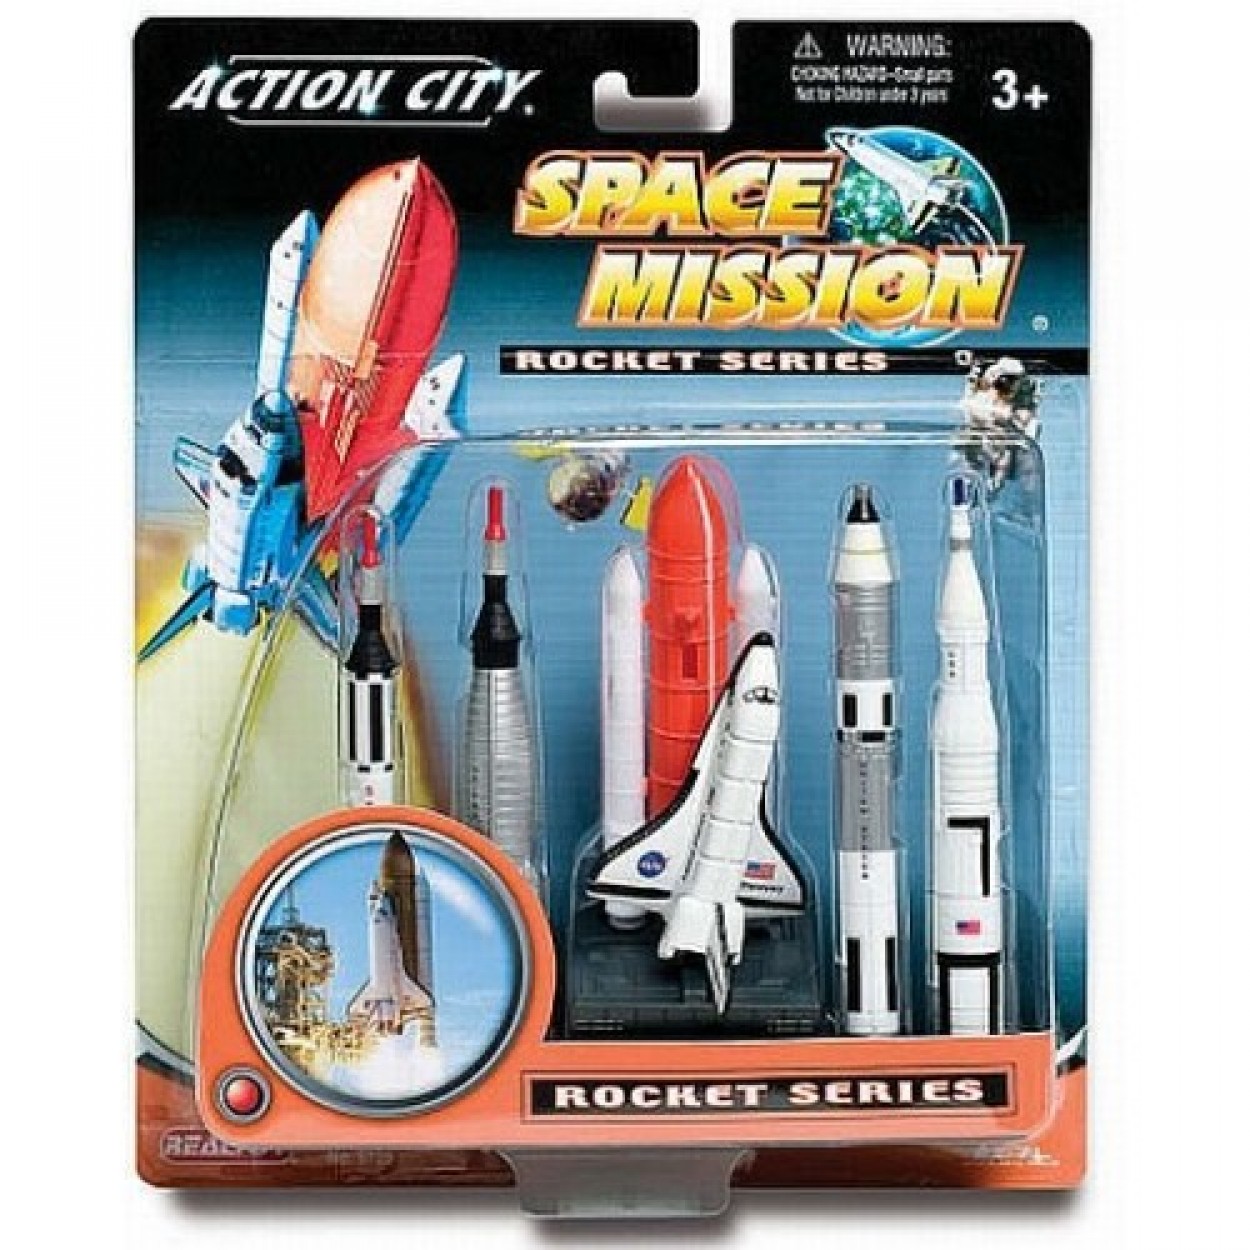 ACTION CITY
WARNING:
CHOKING HAZARD–Small parts
Not for Children under 3 years
3+
SPACE
MISSION
®
ROCKET SERIES
ROCKET SERIES